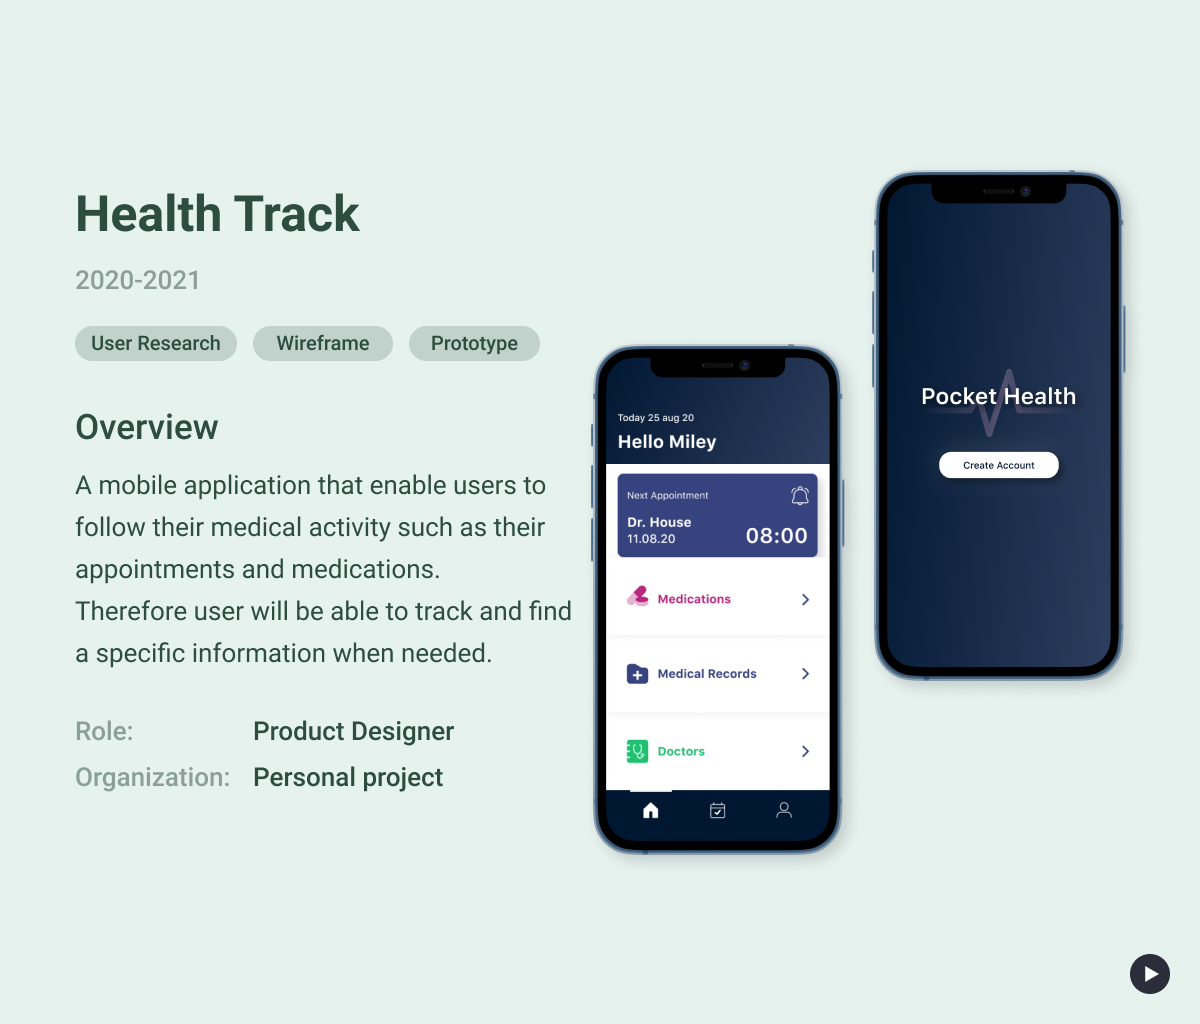 Health Track
2020-2021
User Research
Wireframe
Prototype
Overview
A mobile application that enable users to
follow their medical activity such as their
appointments and medications.
Therefore user will be able to track and find
a specific information when needed.
Role: Product Designer
Organization: Personal project
Today 25 aug 20
Hello Miley
Next Appointment
Dr. House
11.08.20
08:00
Medications
Medical Records
Doctors
Pocket Health
Create Account